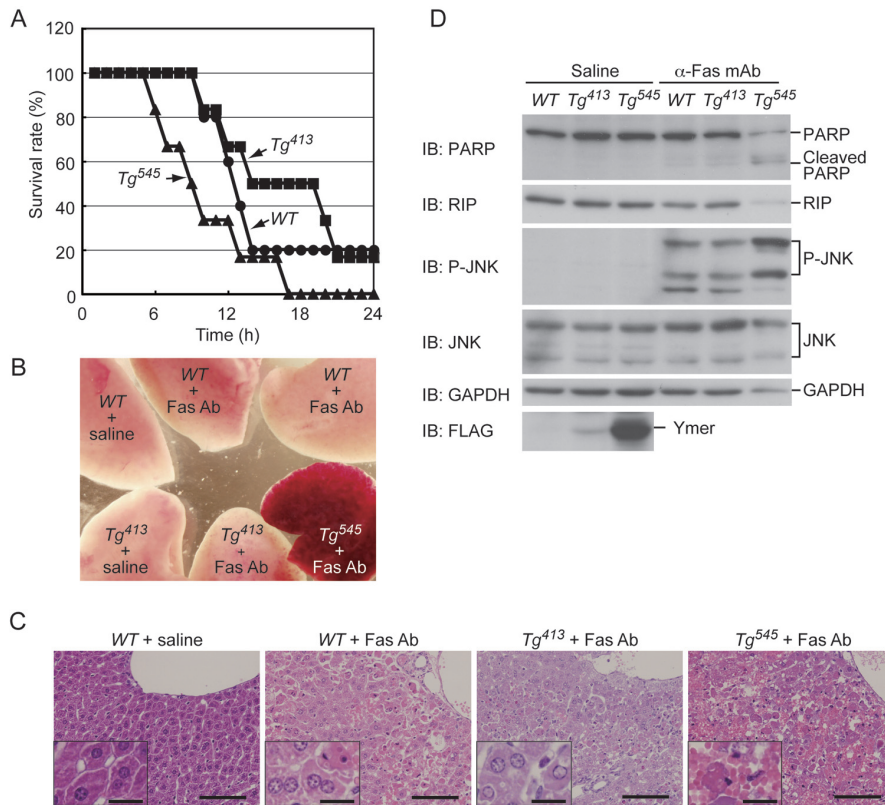 A
Survival rate (%)
120
100
80
60
40
20
0
0
6
12
18
24
Time (h)
Tg413
Tg545
WT
B
WT
+
saline
WT
+
Fas Ab
WT
+
Fas Ab
Tg413
+
saline
Tg413
+
Fas Ab
Tg545
+
Fas Ab
D
Saline
α-Fas mAb
WT Tg413 Tg545 WT Tg413 Tg545
IB: PARP
PARP
Cleaved
PARP
IB: RIP
RIP
IB: P-JNK
P-JNK
IB: JNK
JNK
IB: GAPDH
GAPDH
IB: FLAG
Ymer
C
WT + saline
WT + Fas Ab
Tg413 + Fas Ab
Tg545 + Fas Ab